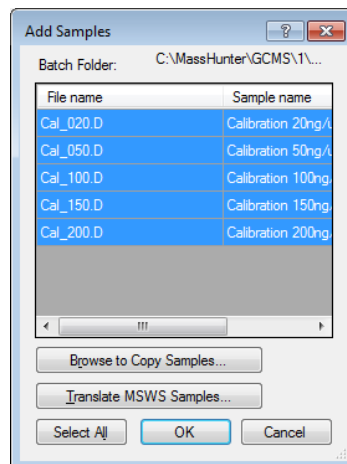 Add Samples
Batch Folder: C:\MassHunter\GCMS\1\...
File name Sample name
Cal_020.D Calibration 20ng/u
Cal_050.D Calibration 50ng/u
Cal_100.D Calibration 100ng/
Cal_150.D Calibration 150ng/
Cal_200.D Calibration 200ng/
Browse to Copy Samples...
Translate MSWS Samples...
Select All OK Cancel